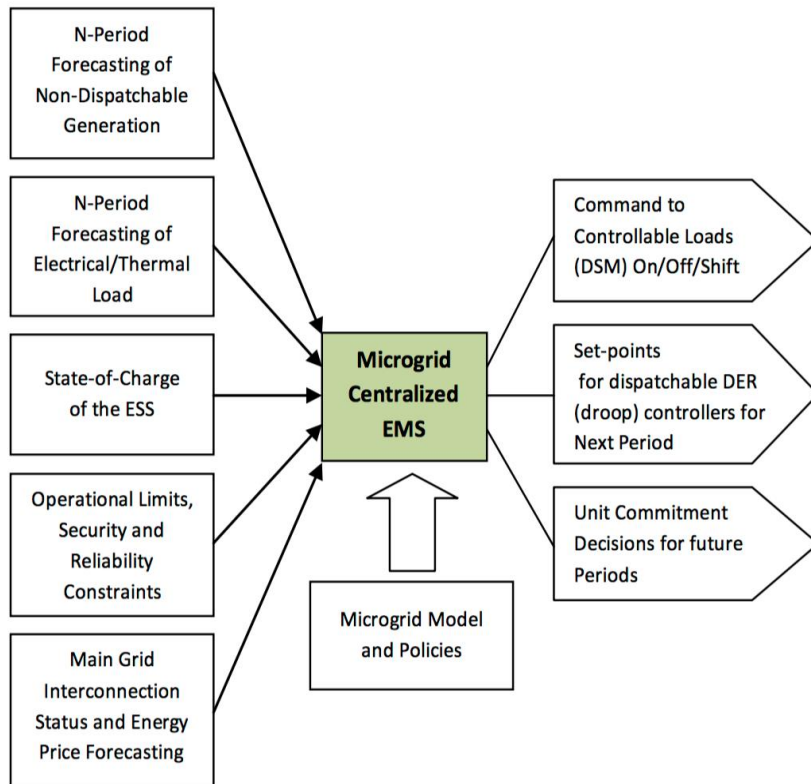 N-Period
Forecasting of
Non-Dispatchable
Generation
N-Period
Forecasting of
Electrical/Thermal
Load
State-of-Charge
of the ESS
Operational Limits,
Security and
Reliability
Constraints
Main Grid
Interconnection
Status and Energy
Price Forecasting
Microgrid
Centralized
EMS
Microgrid Model
and Policies
Command to
Controllable Loads
(DSM) On/Off/Shift
Set-points
for dispatchable DER
(droop) controllers for
Next Period
Unit Commitment
Decisions for future
Periods